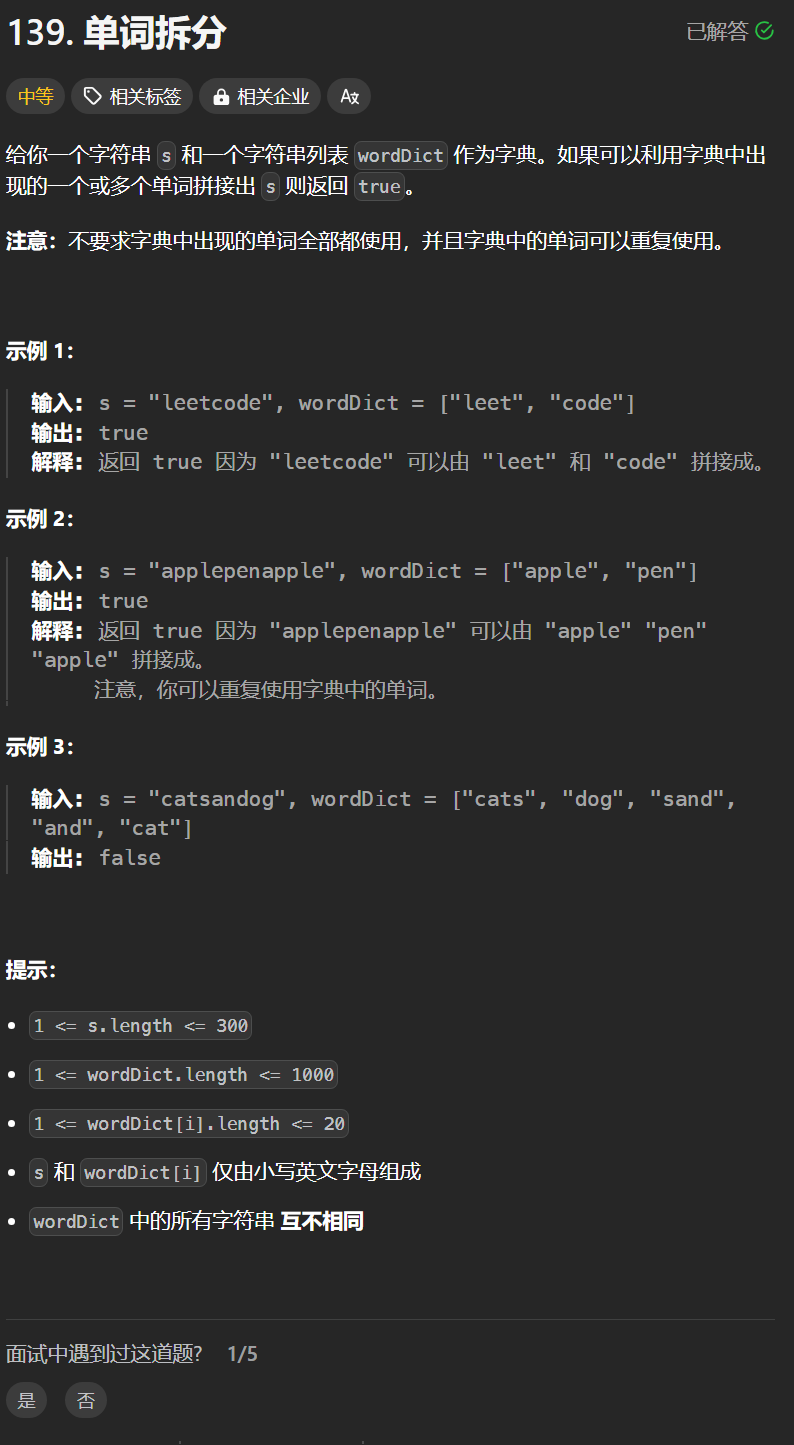 139. 单词拆分
已解答
中等 相关标签 相关企业
给你一个字符串 s 和一个字符串列表 wordDict 作为字典。如果可以利用字典中出
现的一个或多个单词拼接出 s 则返回 true。
注意：不要求字典中出现的单词全部都使用，并且字典中的单词可以重复使用。
示例 1：
输入: s = "leetcode", wordDict = ["leet", "code"]
输出: true
解释: 返回 true 因为 "leetcode" 可以由 "leet" 和 "code" 拼接成。
示例 2：
输入: s = "applepenapple", wordDict = ["apple", "pen"]
输出: true
解释: 返回 true 因为 "applepenapple" 可以由 "apple" "pen"
"apple" 拼接成。
注意，你可以重复使用字典中的单词。
示例 3：
输入: s = "catsandog", wordDict = ["cats", "dog", "sand",
"and", "cat"]
输出: false
提示：
1 <= s.length <= 300
1 <= wordDict.length <= 1000
1 <= wordDict[i].length <= 20
s 和 wordDict[i] 仅由小写英文字母组成
wordDict 中的所有字符串 互不相同
面试中遇到过这道题? 1/5
是 否